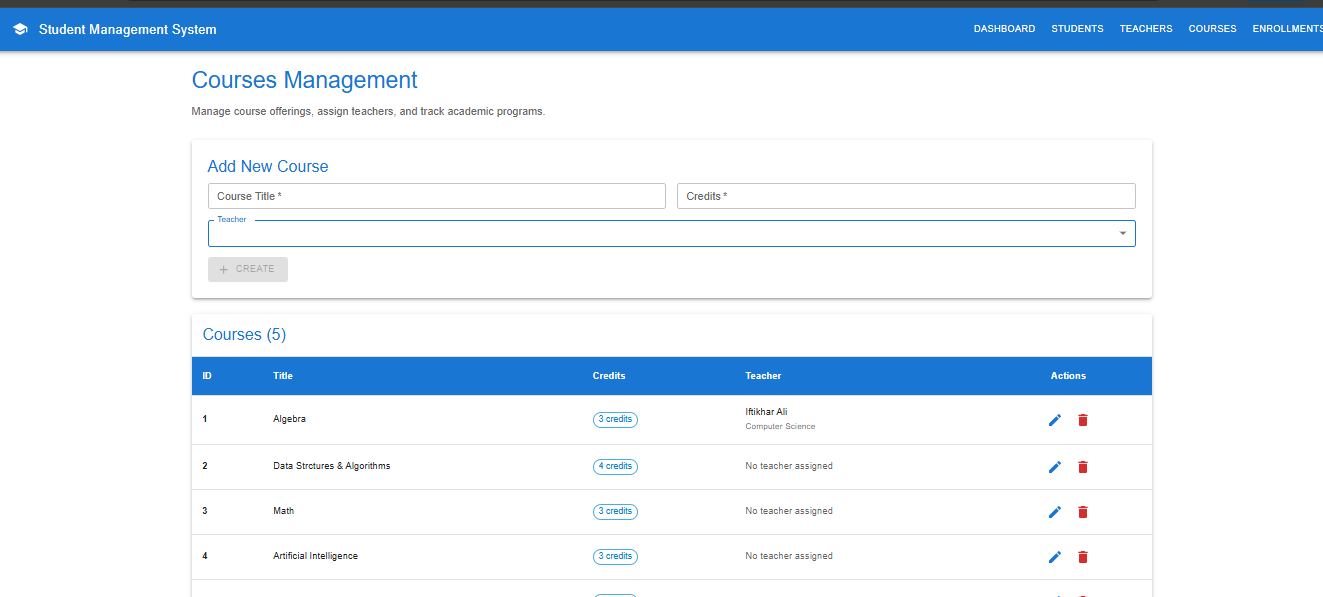 Student Management System
DASHBOARD STUDENTS TEACHERS COURSES ENROLLMENTS
Courses Management
Manage course offerings, assign teachers, and track academic programs.
Add New Course
Course Title * Credits *
Teacher
+ CREATE
Courses (5)
ID Title Credits Teacher Actions
1 Algebra 3 credits Iftikhar Ali
Computer Science
2 Data Strctures & Algorithms 4 credits No teacher assigned
3 Math 3 credits No teacher assigned
4 Artificial Intelligence 3 credits No teacher assigned